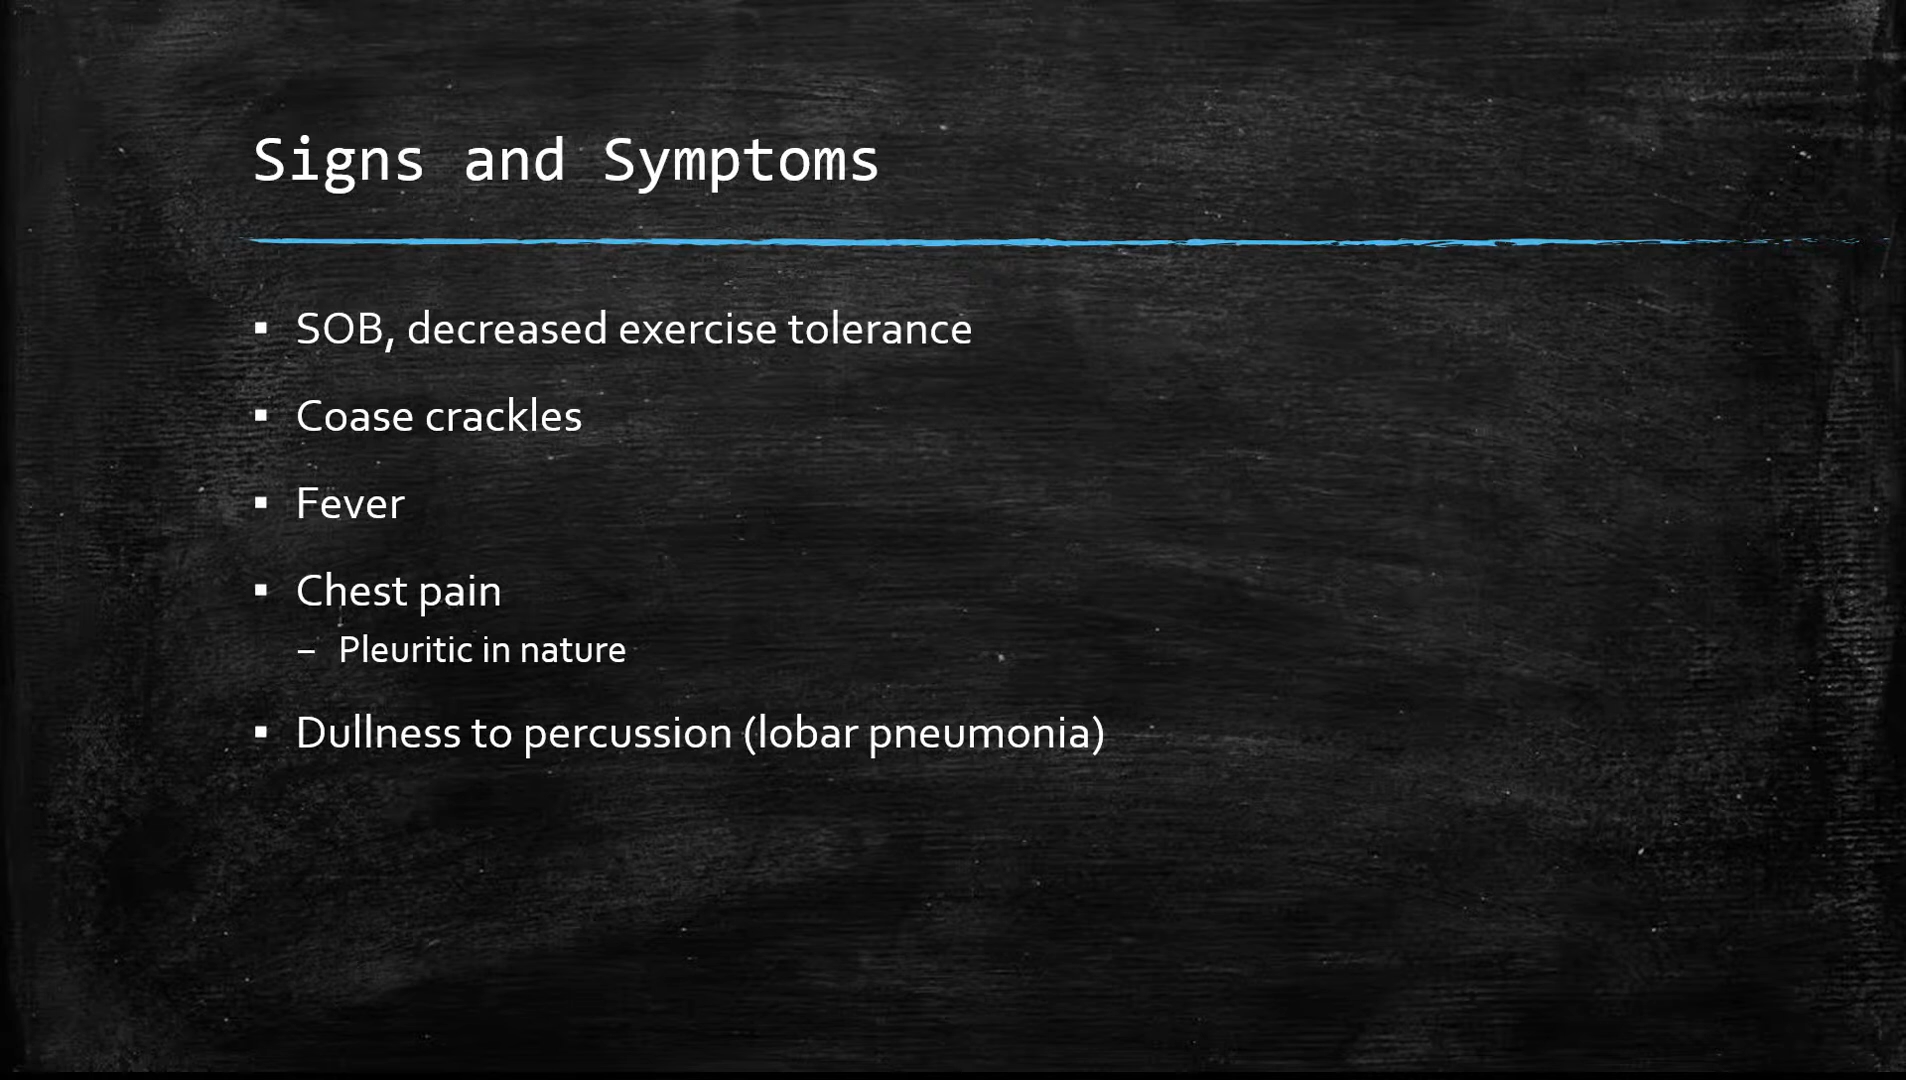 Signs and Symptoms
▪ SOB, decreased exercise tolerance
▪ Coase crackles
▪ Fever
▪ Chest pain
– Pleuritic in nature
▪ Dullness to percussion (lobar pneumonia)